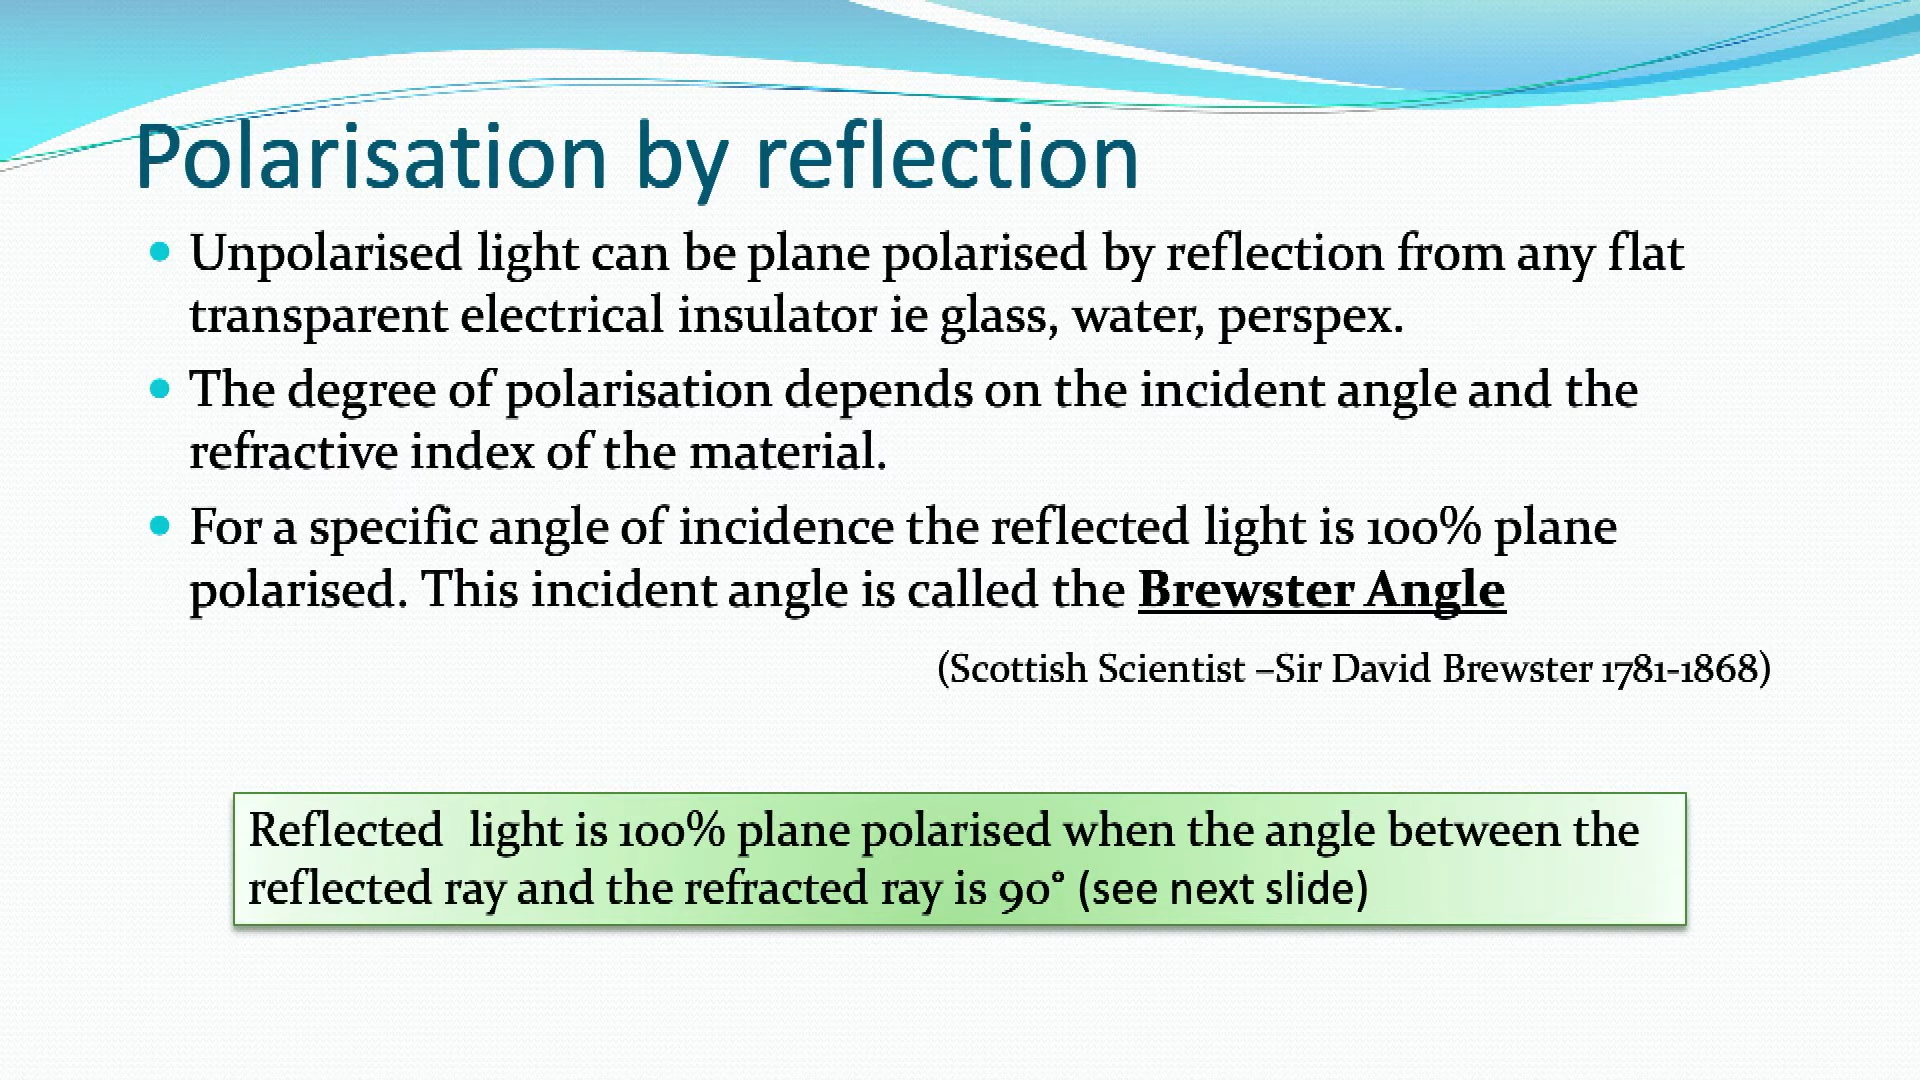 Polarisation by reflection
• Unpolarised light can be plane polarised by reflection from any flat
transparent electrical insulator ie glass, water, perspex.
• The degree of polarisation depends on the incident angle and the
refractive index of the material.
• For a specific angle of incidence the reflected light is 100% plane
polarised. This incident angle is called the Brewster Angle
(Scottish Scientist –Sir David Brewster 1781-1868)
Reflected  light is 100% plane polarised when the angle between the
reflected ray and the refracted ray is 90° (see next slide)